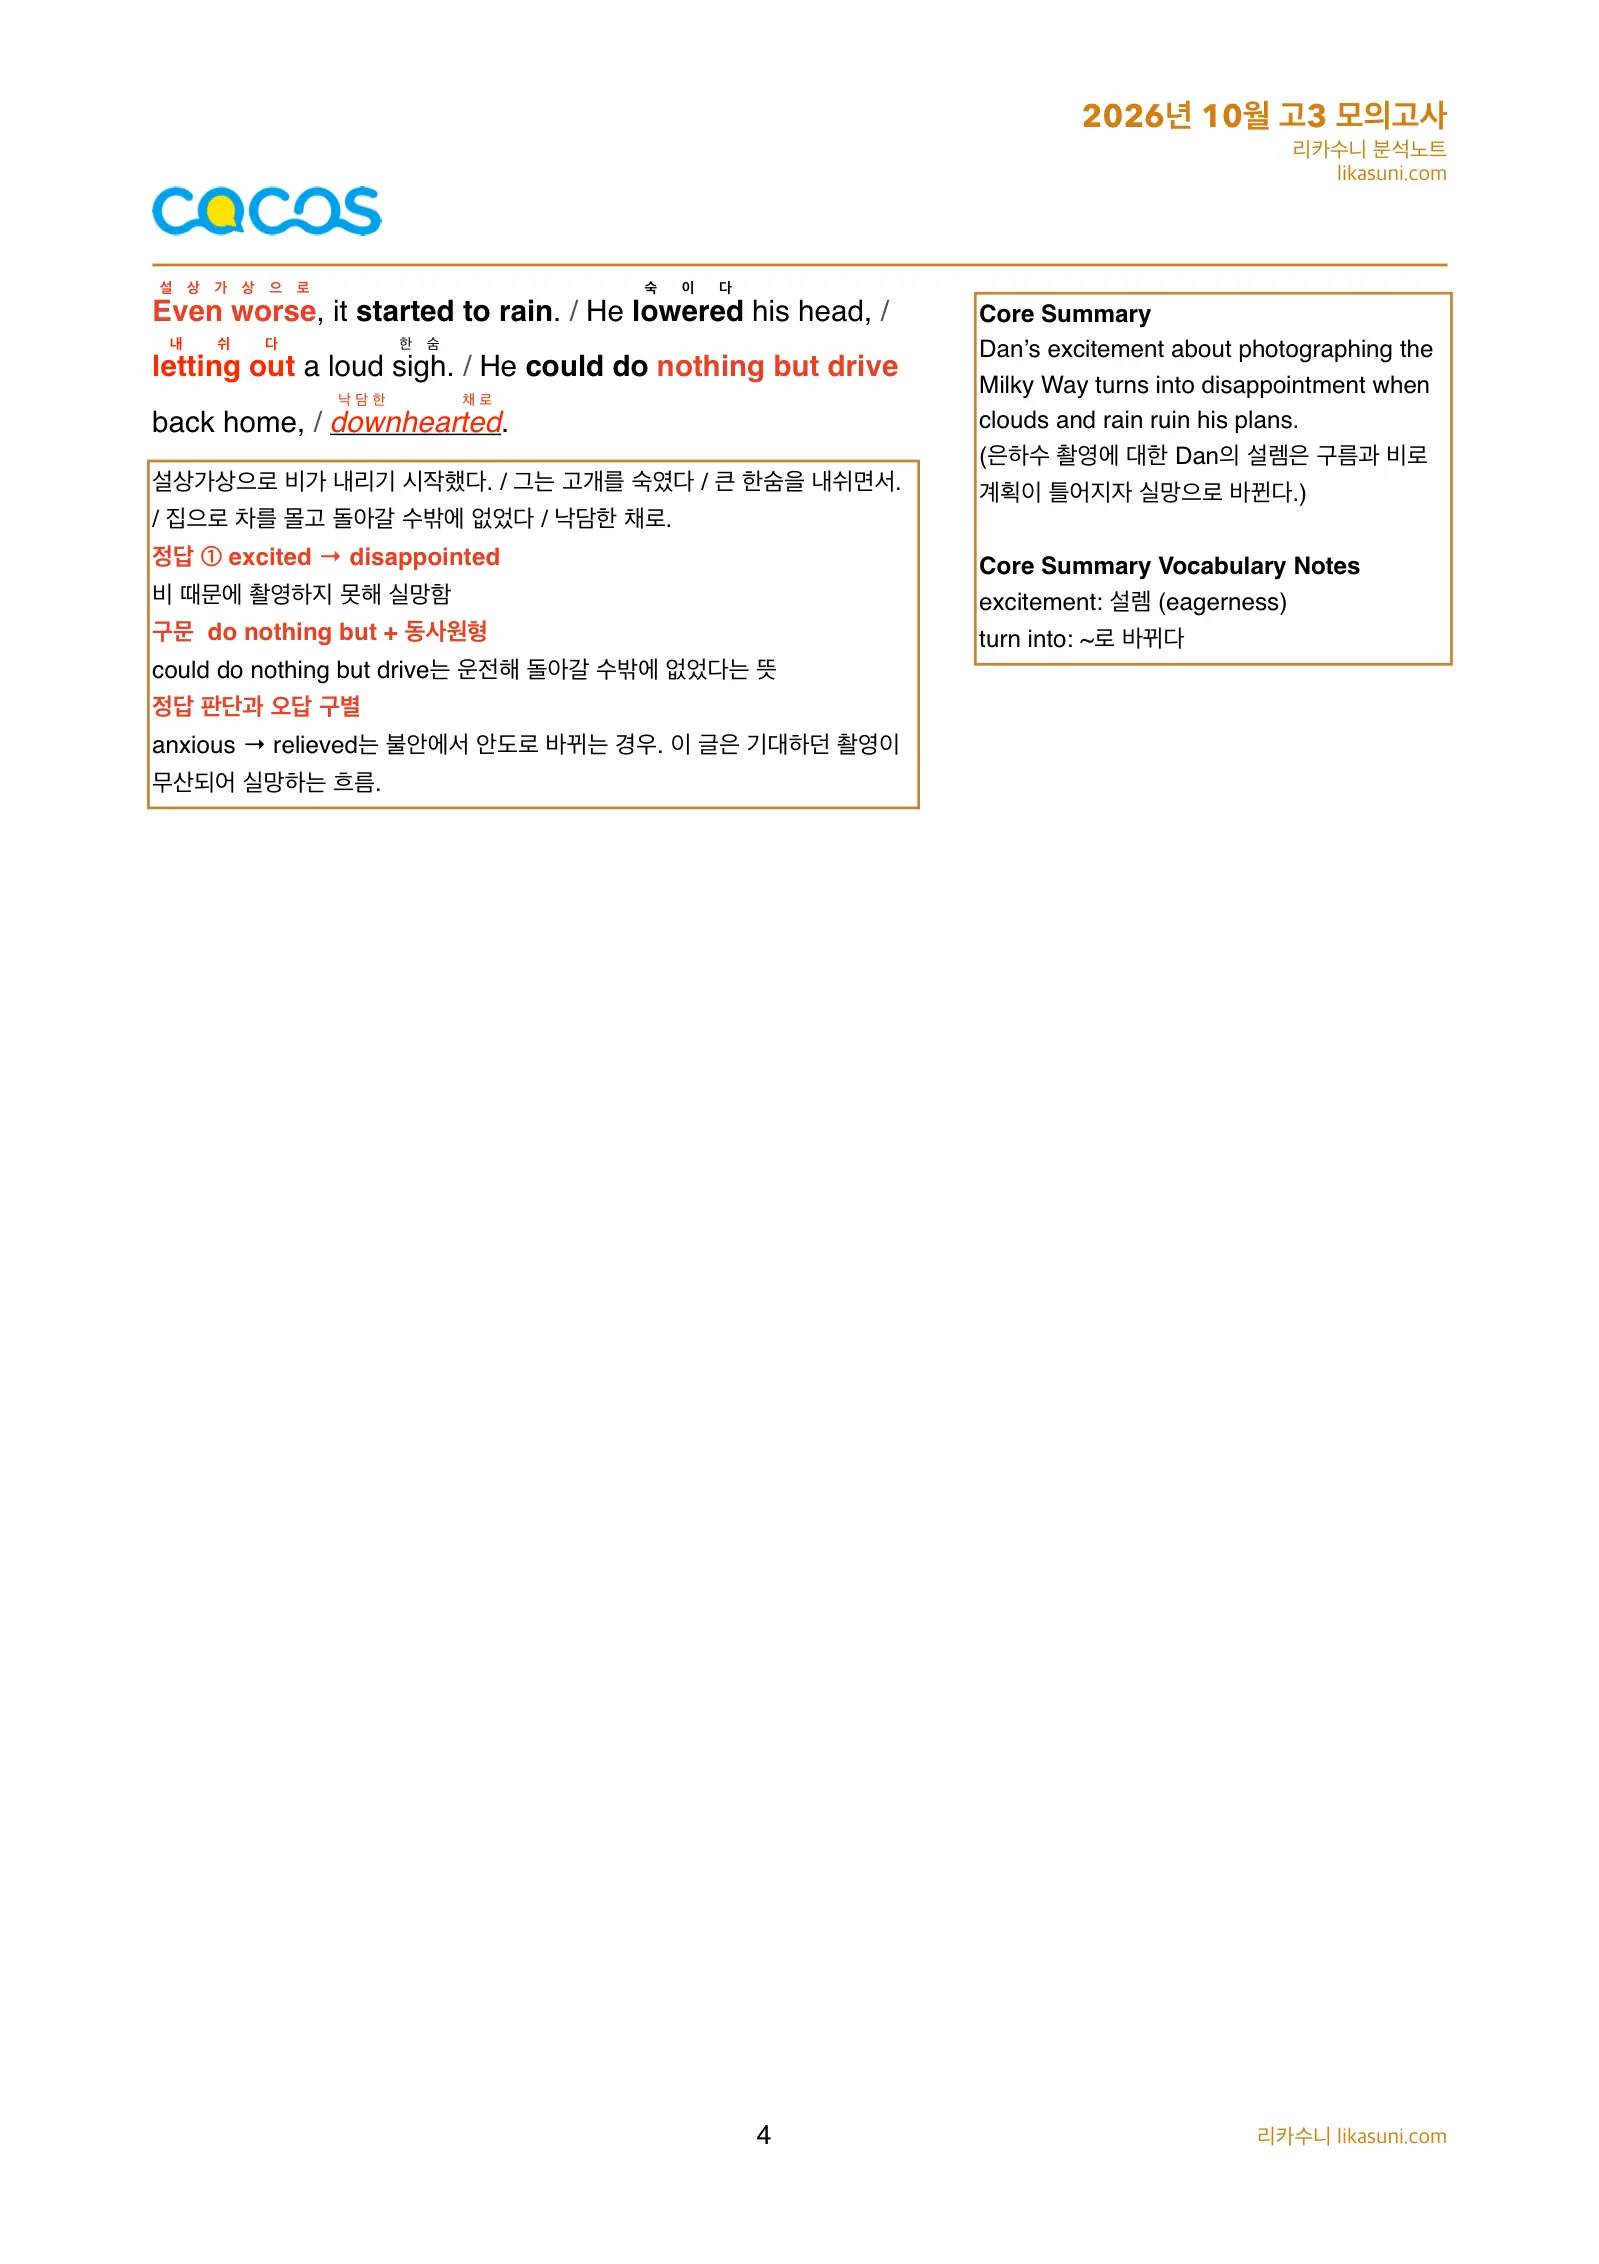 2026년 10월 고3 모의고사
리카수니 분석노트
likasuni.com
cacos
설상가상으로 숙이다
Even worse, it started to rain. / He lowered his head, /
내쉬다 한숨
letting out a loud sigh. / He could do nothing but drive
낙담한 채로
back home, / downhearted.
설상가상으로 비가 내리기 시작했다. / 그는 고개를 숙였다 / 큰 한숨을 내쉬면서.
/ 집으로 차를 몰고 돌아갈 수밖에 없었다 / 낙담한 채로.
정답 ① excited → disappointed
비 때문에 촬영하지 못해 실망함
구문 do nothing but + 동사원형
could do nothing but drive는 운전해 돌아갈 수밖에 없었다는 뜻
정답 판단과 오답 구별
anxious → relieved는 불안에서 안도로 바뀌는 경우. 이 글은 기대하던 촬영이
무산되어 실망하는 흐름.
Core Summary
Dan’s excitement about photographing the
Milky Way turns into disappointment when
clouds and rain ruin his plans.
(은하수 촬영에 대한 Dan의 설렘은 구름과 비로
계획이 틀어지자 실망으로 바뀐다.)
Core Summary Vocabulary Notes
excitement: 설렘 (eagerness)
turn into: ~로 바뀌다
4
리카수니 likasuni.com